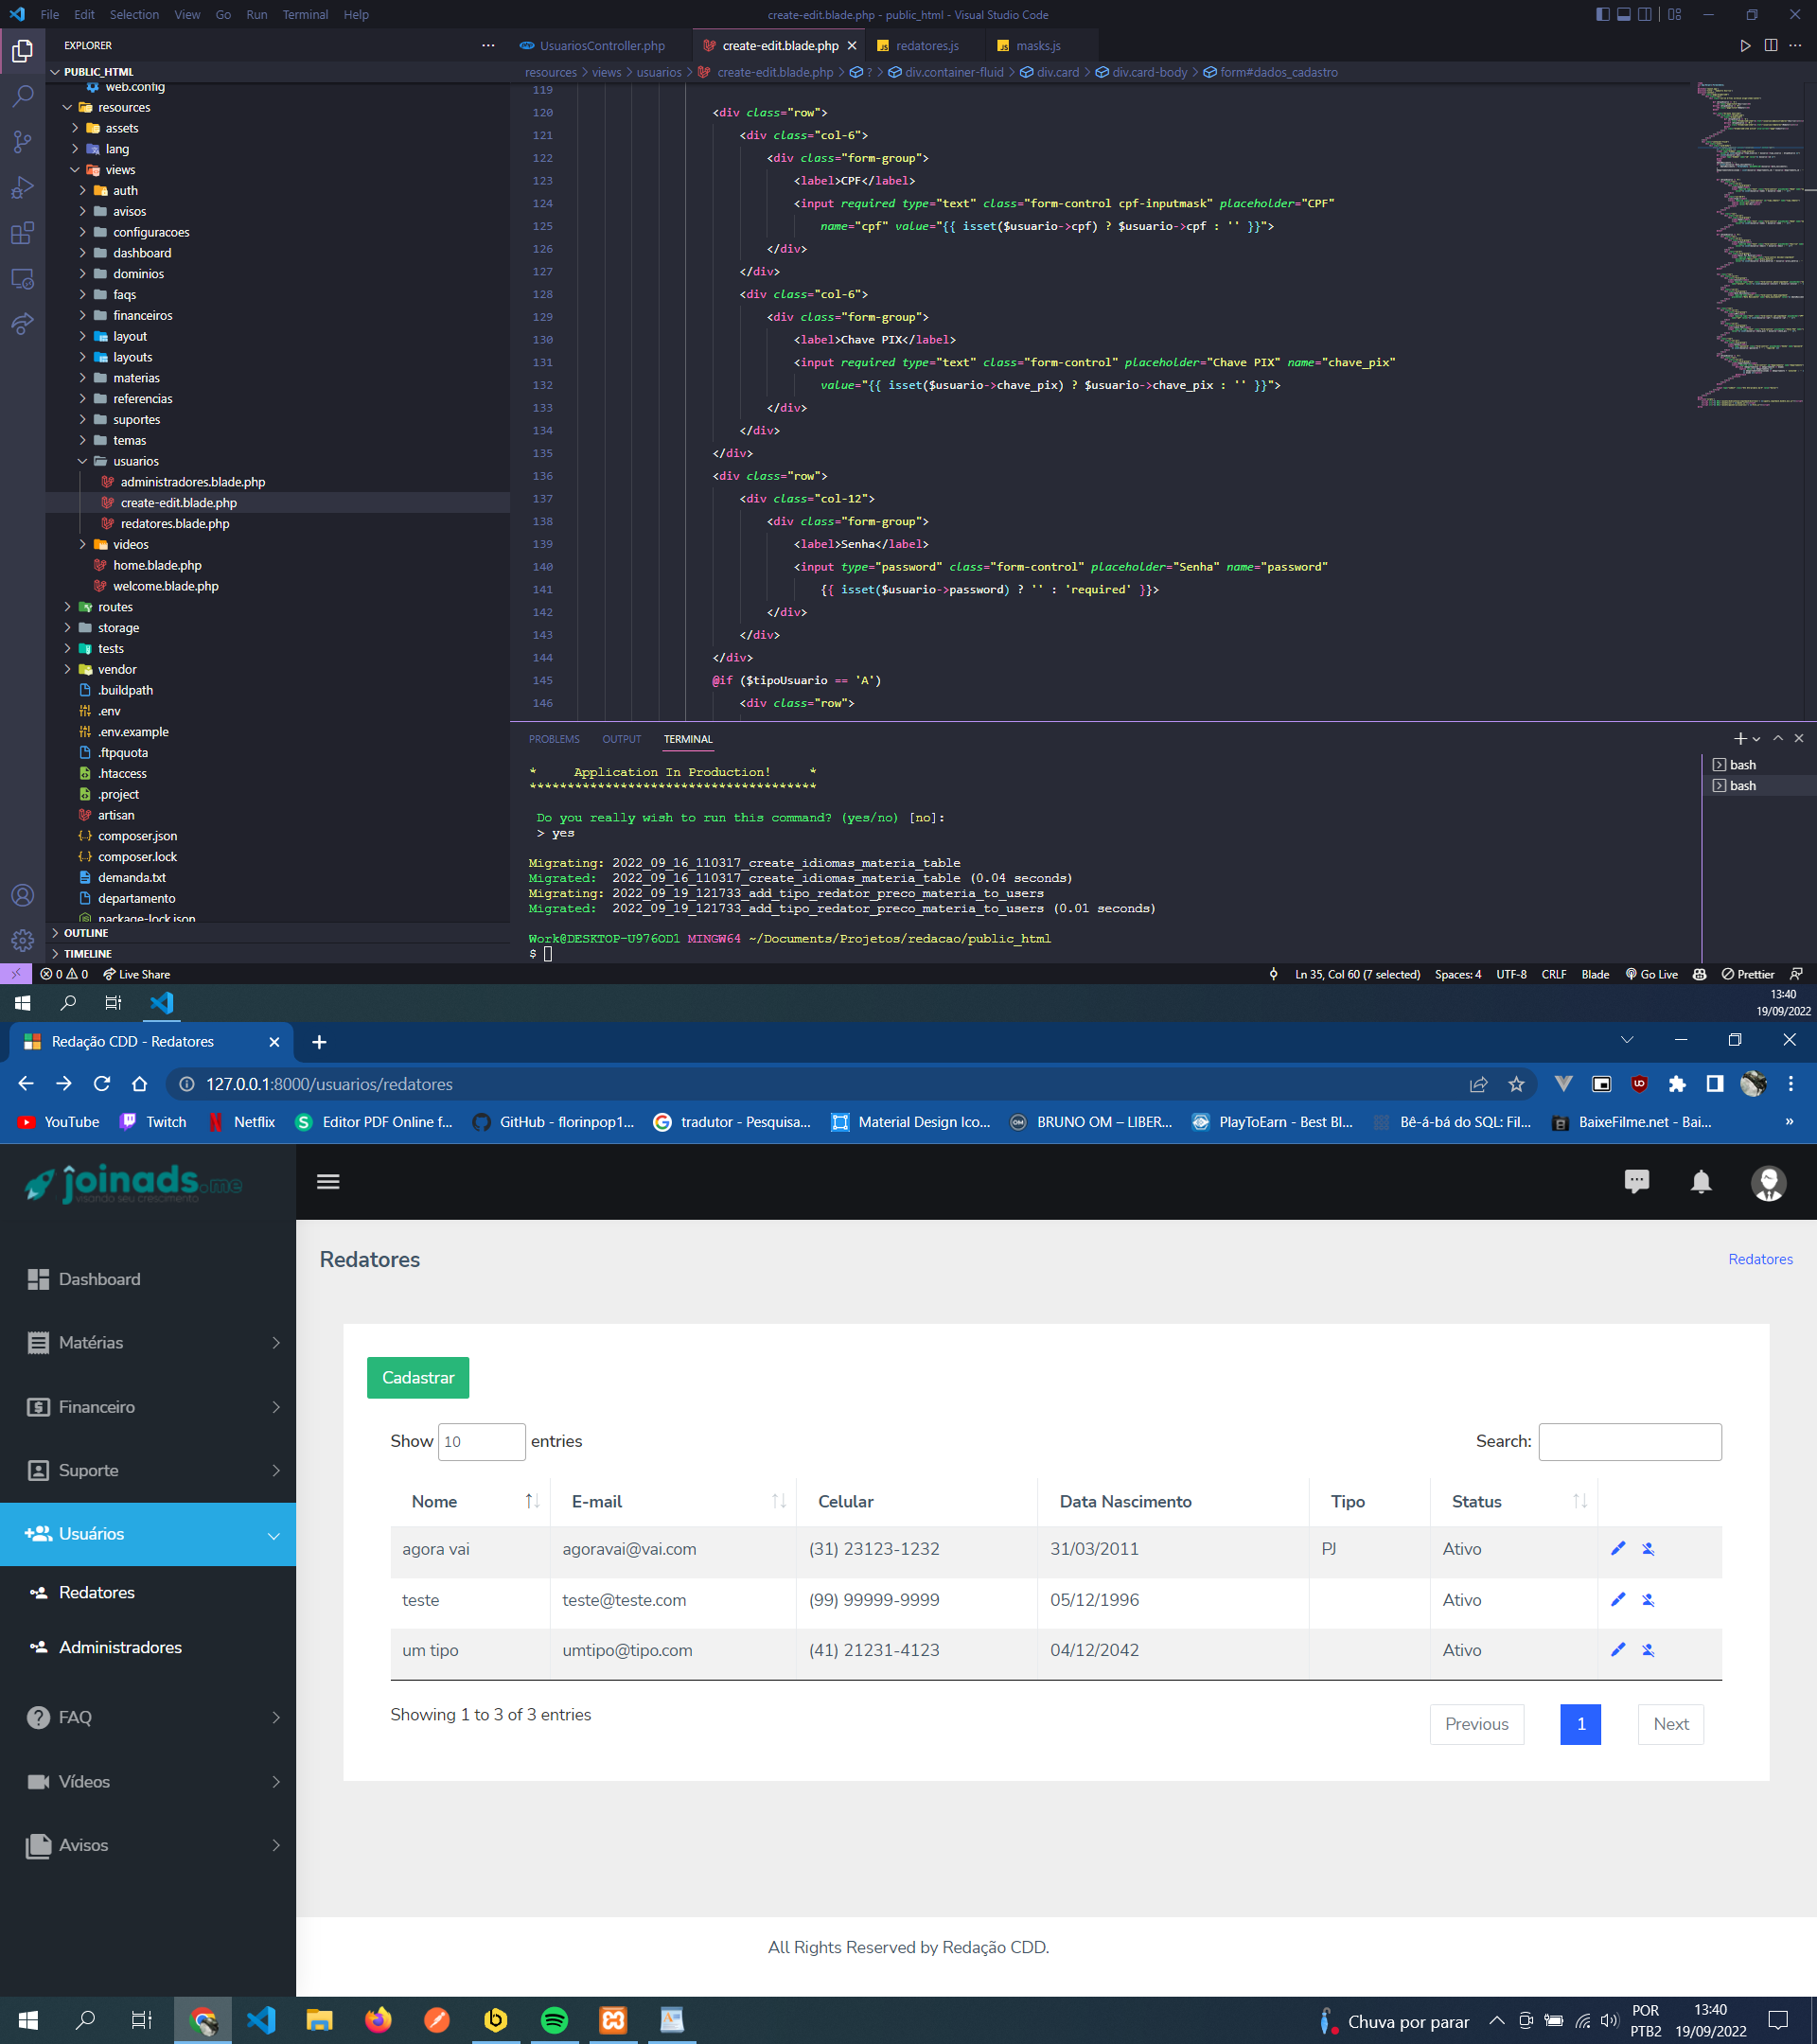 File Edit Selection View Go Run Terminal Help
create-edit.blade.php - public_html - Visual Studio Code
EXPLORER
UsuariosController.php
create-edit.blade.php
redatores.js
masks.js
PUBLIC_HTML
resources > views > usuarios > create-edit.blade.php > ? > div.container-fluid > div.card > div.card-body > form#dados_cadastro
web.config
resources
assets
lang
views
auth
avisos
configuracoes
dashboard
dominios
faqs
financeiros
layout
layouts
materias
referencias
suportes
temas
usuarios
administradores.blade.php
create-edit.blade.php
redatores.blade.php
videos
home.blade.php
welcome.blade.php
routes
storage
tests
vendor
.buildpath
.env
.env.example
.ftpquota
.htaccess
.project
artisan
composer.json
composer.lock
demanda.txt
departamento
package-lock.json
OUTLINE
TIMELINE
119
120 <div class="row">
121 <div class="col-6">
122 <div class="form-group">
123 <label>CPF</label>
124 <input required type="text" class="form-control cpf-inputmask" placeholder="CPF"
125 name="cpf" value="{{ isset($usuario->cpf) ? $usuario->cpf : '' }}">
126 </div>
127 </div>
128 <div class="col-6">
129 <div class="form-group">
130 <label>Chave PIX</label>
131 <input required type="text" class="form-control" placeholder="Chave PIX" name="chave_pix"
132 value="{{ isset($usuario->chave_pix) ? $usuario->chave_pix : '' }}">
133 </div>
134 </div>
135 </div>
136 <div class="row">
137 <div class="col-12">
138 <div class="form-group">
139 <label>Senha</label>
140 <input type="password" class="form-control" placeholder="Senha" name="password"
141 {{ isset($usuario->password) ? '' : 'required' }}>
142 </div>
143 </div>
144 </div>
145 @if ($tipoUsuario == 'A')
146 <div class="row">
PROBLEMS OUTPUT TERMINAL
bash
bash
* Application In Production! *
**************************************
Do you really wish to run this command? (yes/no) [no]:
> yes
Migrating: 2022_09_16_110317_create_idiomas_materia_table
Migrated: 2022_09_16_110317_create_idiomas_materia_table (0.04 seconds)
Migrating: 2022_09_19_121733_add_tipo_redator_preco_materia_to_users
Migrated: 2022_09_19_121733_add_tipo_redator_preco_materia_to_users (0.01 seconds)
Work@DESKTOP-U976OD1 MINGW64 ~/Documents/Projetos/redacao/public_html
$
0 0 Live Share
Ln 35, Col 60 (7 selected) Spaces: 4 UTF-8 CRLF Blade Go Live Prettier
13:40
19/09/2022
Redação CDD - Redatores
127.0.0.1:8000/usuarios/redatores
YouTube Twitch Netflix Editor PDF Online f... GitHub - florinpop1... tradutor - Pesquisa... Material Design Ico... BRUNO OM – LIBER... PlayToEarn - Best Bl... Bê-á-bá do SQL: Fil... BaixeFilme.net - Bai... »
joinads.me
visando seu crescimento
Redatores
Redatores
Dashboard
Matérias
Financeiro
Suporte
Usuários
Redatores
Administradores
FAQ
Vídeos
Avisos
Cadastrar
Show 10 entries
Search:
Nome E-mail Celular Data Nascimento Tipo Status
agora vai agoravai@vai.com (31) 23123-1232 31/03/2011 PJ Ativo
teste teste@teste.com (99) 99999-9999 05/12/1996 Ativo
um tipo umtipo@tipo.com (41) 21231-4123 04/12/2042 Ativo
Showing 1 to 3 of 3 entries
Previous 1 Next
All Rights Reserved by Redação CDD.
Chuva por parar
POR
PTB2
13:40
19/09/2022